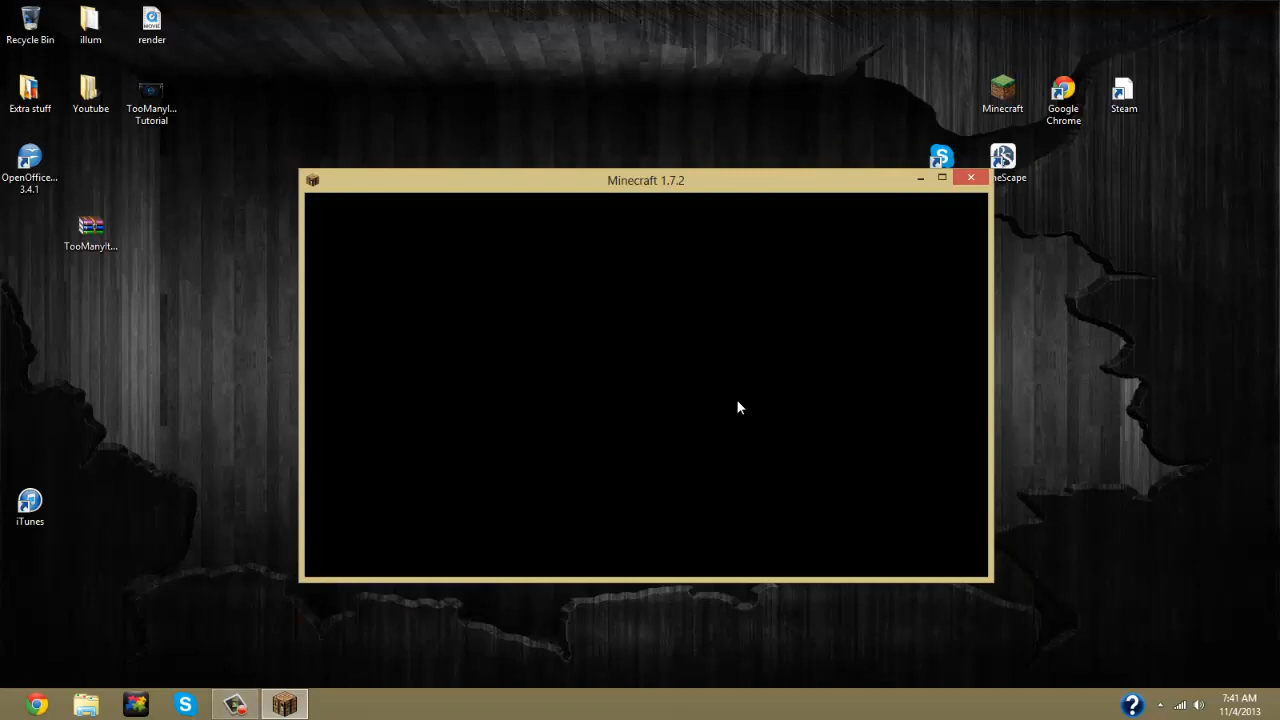 Recycle Bin
illum
render
Extra stuff
Youtube
TooManyI...
Tutorial
Minecraft
Google
Chrome
Steam
OpenOffice...
3.4.1
neScape
Minecraft 1.7.2
TooManyIt...
iTunes
7:41 AM
11/4/2013